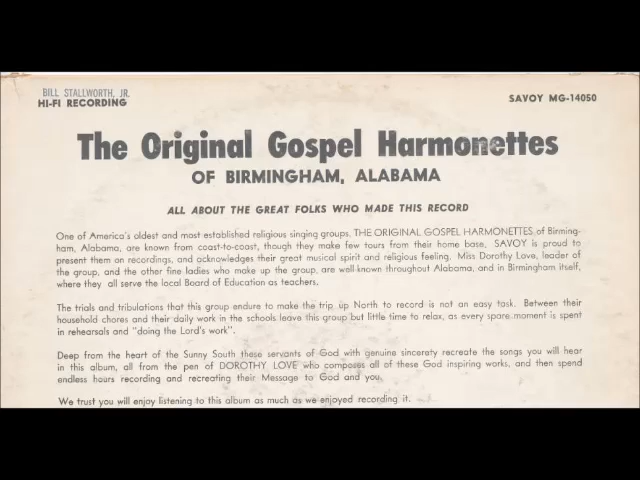 BILL STALLWORTH, JR.
HI-FI RECORDING
SAVOY MG-14050
The Original Gospel Harmonettes
OF BIRMINGHAM, ALABAMA
ALL ABOUT THE GREAT FOLKS WHO MADE THIS RECORD
One of America's oldest and most established religious singing groups, THE ORIGINAL GOSPEL HARMONETTES of Birming-
ham, Alabama, are known from coast-to-coast, though they make few tours from their home base. SAVOY is proud to
present them on recordings, and acknowledges their great musical spirit and religious feeling. Miss Dorothy Love, leader of
the group, and the other fine ladies who make up the group, are well known throughout Alabama, and in Birmingham itself,
where they all serve the local Board of Education as teachers.
The trials and tribulations that this group endure to make the trip up North to record is not an easy task. Between their
household chores and their daily work in the schools leave this group but little time to relax, as every spare moment is spent
in rehearsals and "doing the Lord's work".
Deep from the heart of the Sunny South these servants of God with genuine sinceraty recreate the songs you will hear
in this album, all from the pen of DOROTHY LOVE who composes all of these God inspiring works, and then spend
endless hours recording and recreating their Message to God and you.
We trust you will enjoy listening to this album as much as we enjoyed recording it.